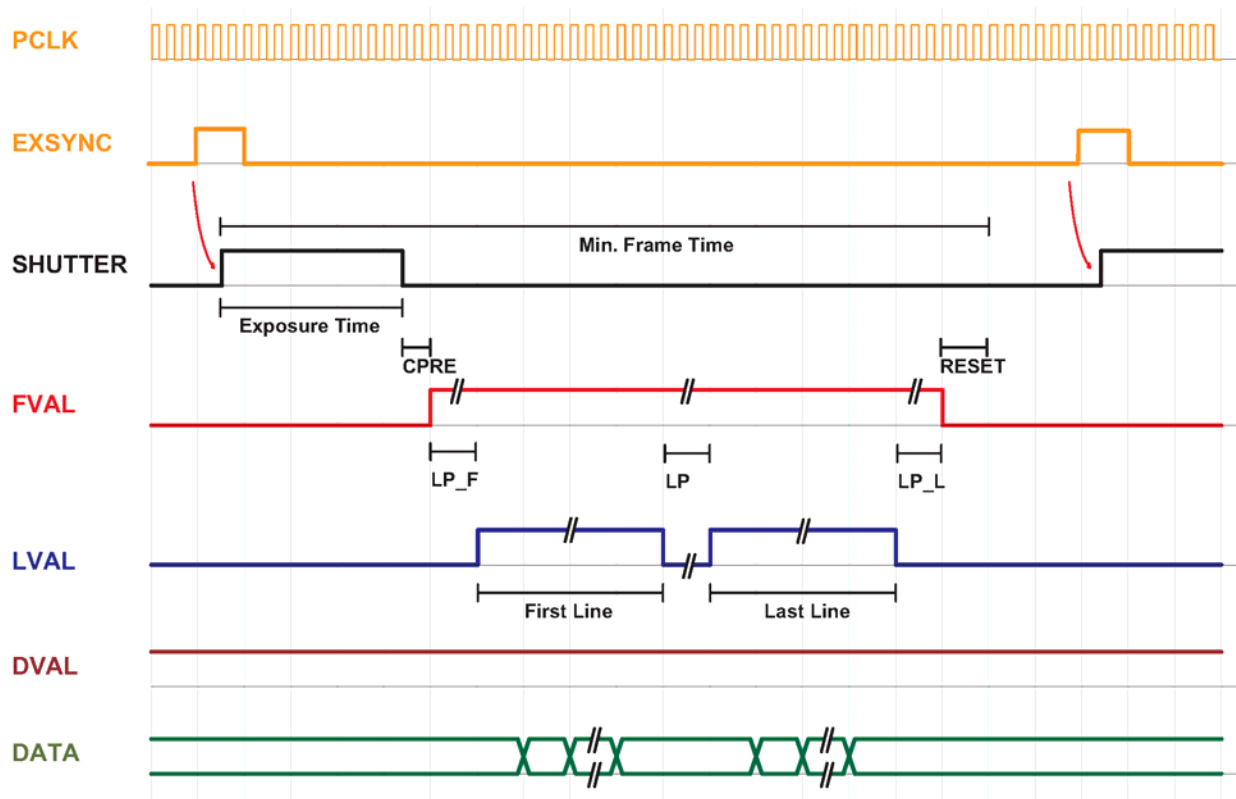 PCLK
EXSYNC
Min. Frame Time
SHUTTER
Exposure Time
CPRE
RESET
FVAL
LP_F
LP
LP_L
LVAL
First Line
Last Line
DVAL
DATA